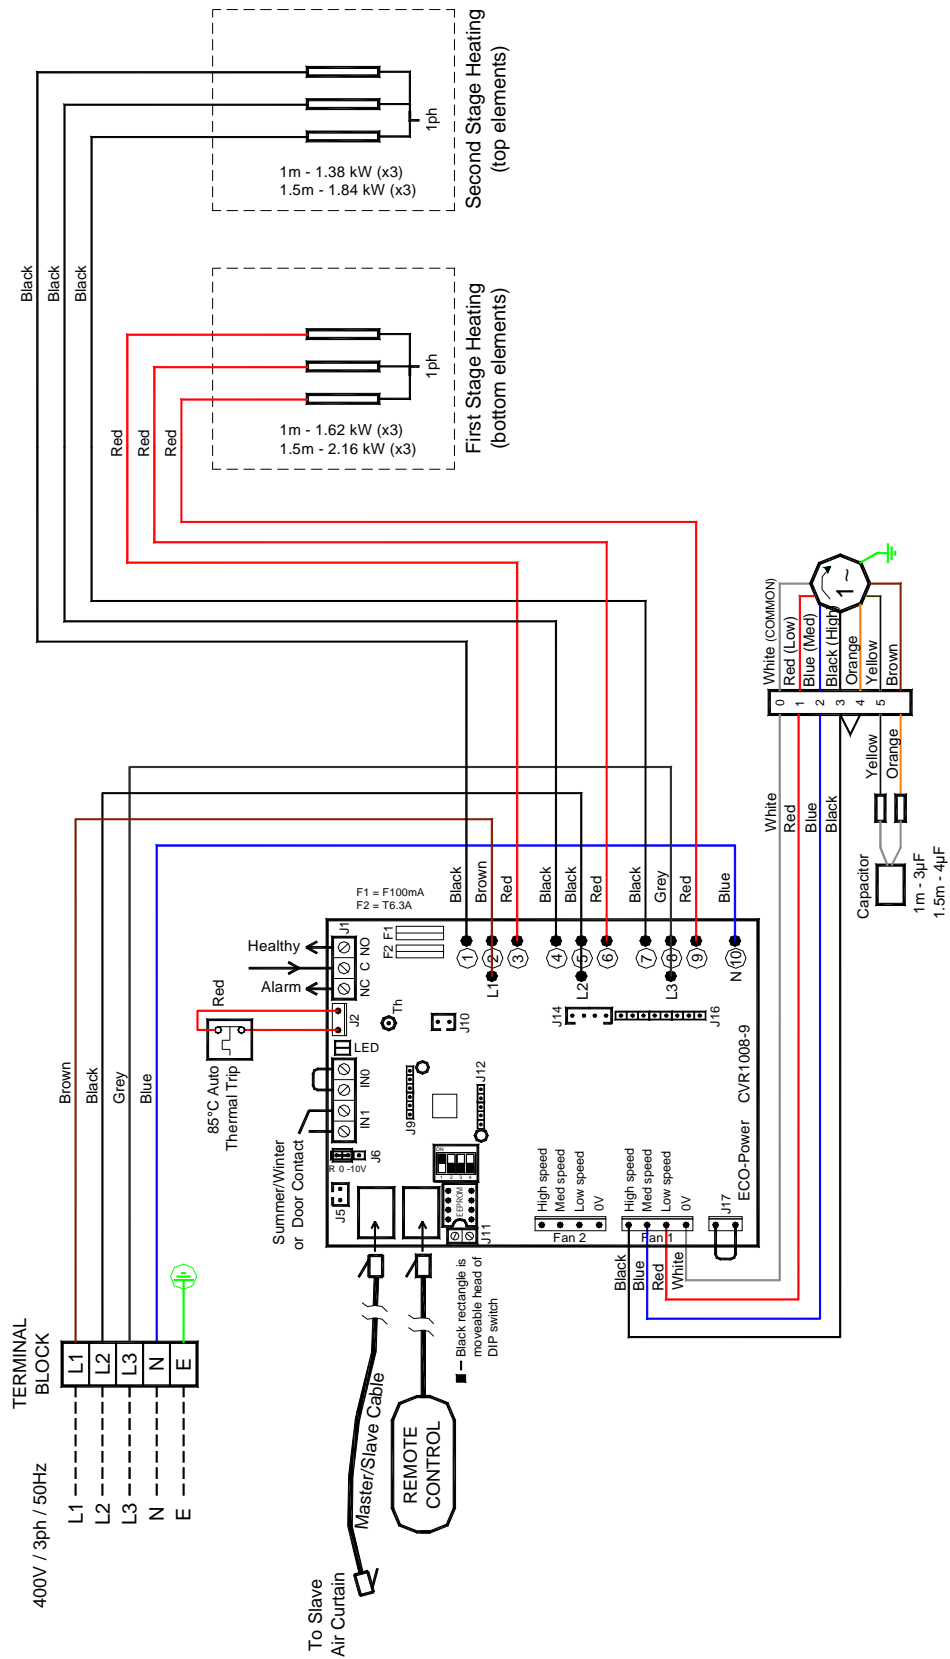 400V / 3ph / 50Hz
TERMINAL
BLOCK
L1
L2
L3
N
E
L1
L2
L3
N
E
Brown
Black
Grey
Blue
85°C Auto
Thermal Trip
Red
Summer/Winter
or Door Contact
Alarm
Healthy
F1 = F100mA
F2 = T6.3A
J1
NC
C
NO
F2
F1
J2
LED
Th
J10
IN1
IN0
J6
R 0 -10V
J5
J9
J12
ON
1 2 3 4
EEPROM
J11
J14
J16
High speed
Med speed
Low speed
0V
Fan 2
High speed
Med speed
Low speed
0V
Fan 1
J17
ECO-Power CVR1008-9
L1
L2
L3
N
1
2
3
4
5
6
7
8
9
10
Black
Brown
Red
Black
Black
Red
Black
Grey
Red
Blue
Black
Blue
Red
White
Black rectangle is
moveable head of
DIP switch
To Slave
Air Curtain
Master/Slave Cable
REMOTE
CONTROL
Black
Black
Black
Red
Red
Red
1m - 1.62 kW (x3)
1.5m - 2.16 kW (x3)
1ph
First Stage Heating
(bottom elements)
1m - 1.38 kW (x3)
1.5m - 1.84 kW (x3)
1ph
Second Stage Heating
(top elements)
White
Red
Blue
Black
Yellow
Orange
Capacitor
1m - 3µF
1.5m - 4µF
0
1
2
3
4
5
White (COMMON)
Red (Low)
Blue (Med)
Black (High)
Orange
Yellow
Brown
1 ~